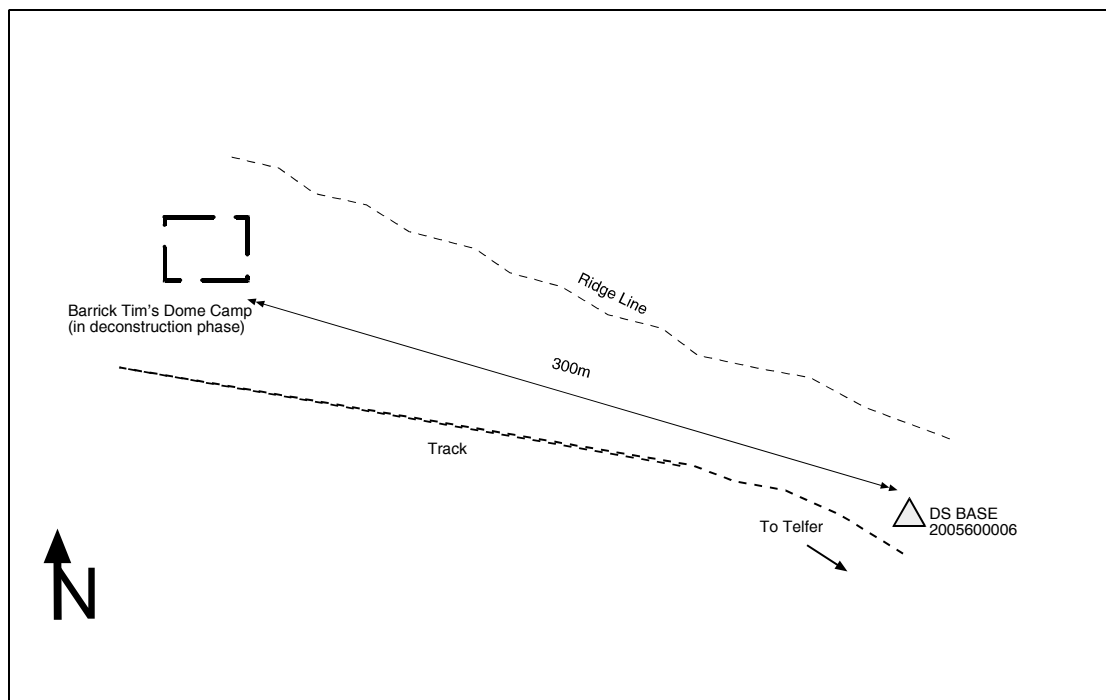 Ridge Line
Barrick Tim's Dome Camp
(in deconstruction phase)
300m
Track
DS BASE
2005600006
To Telfer
N